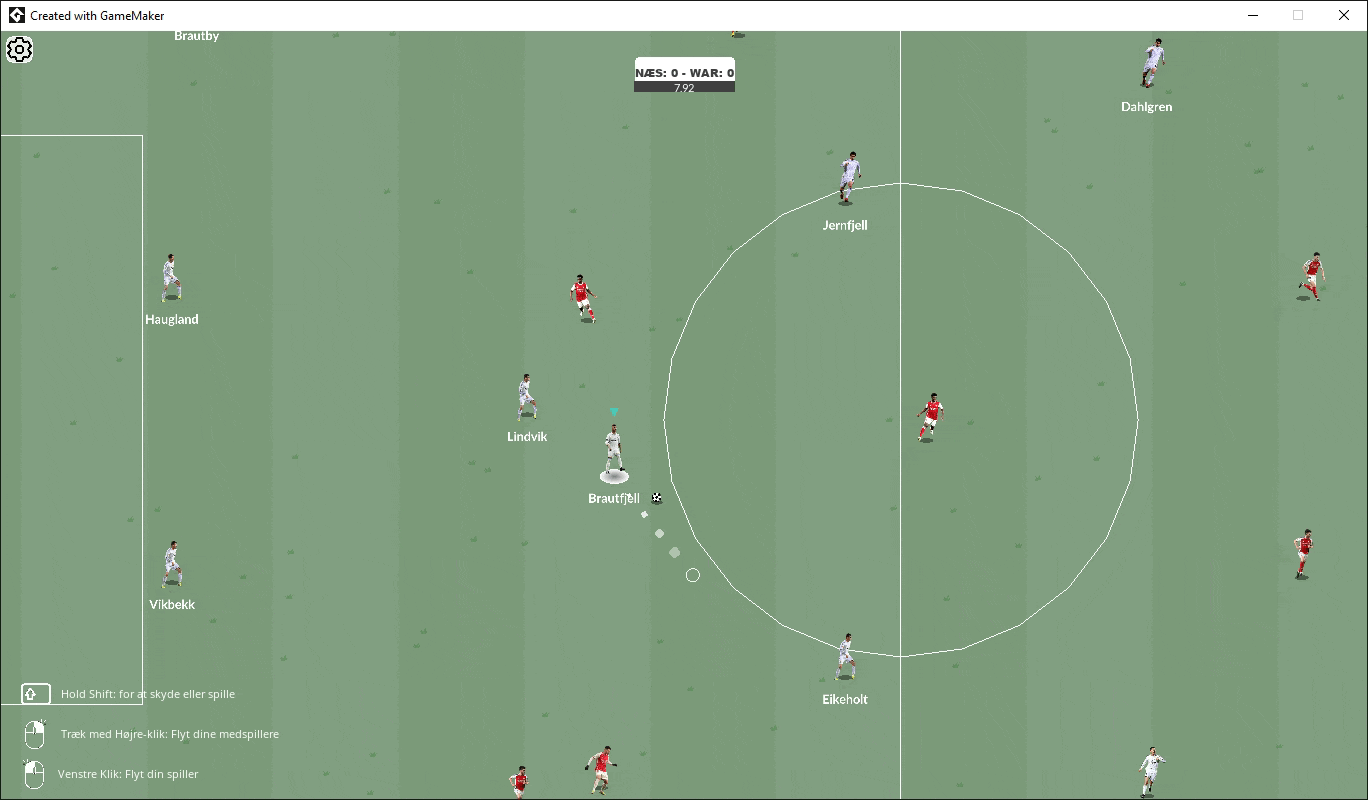 Created with GameMaker
Brautby
NÆS: 0 - WAR: 0
7.92
Dahlgren
Jernfjell
Haugland
Lindvik
Brautfjell
Vikbekk
Eikeholt
Hold Shift: for at skyde eller spille
Træk med Højre-klik: Flyt dine medspillere
Venstre Klik: Flyt din spiller